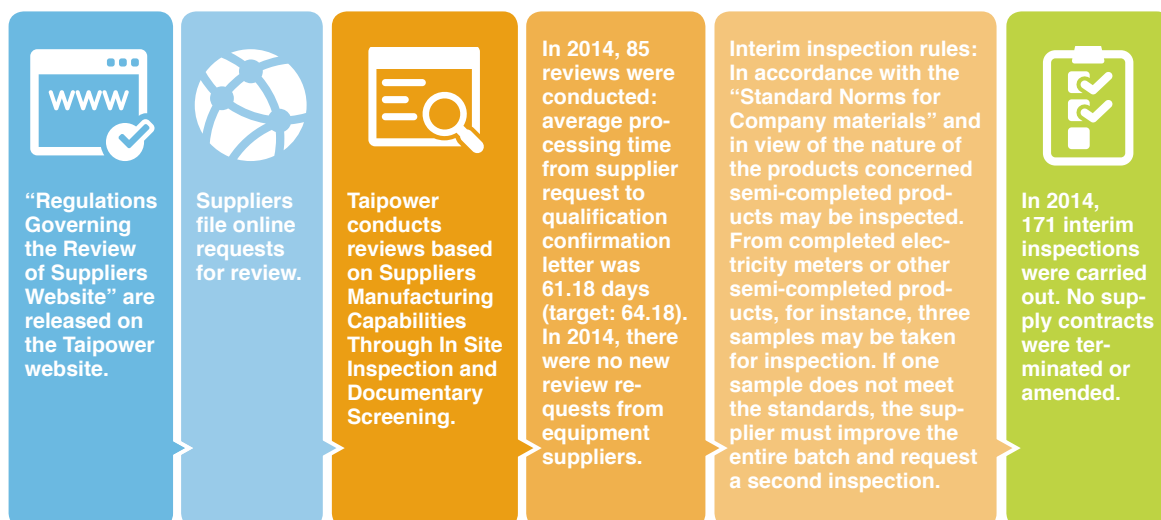 WWW
“Regulations
Governing
the Review
of Suppliers
Website” are
released on
the Taipower
website.
Suppliers
file online
requests
for review.
Taipower
conducts
reviews based
on Suppliers
Manufacturing
Capabilities
Through In Site
Inspection and
Documentary
Screening.
In 2014, 85
reviews were
conducted:
average pro-
cessing time
from supplier
request to
qualification
confirmation
letter was
61.18 days
(target: 64.18).
In 2014, there
were no new
review re-
quests from
equipment
suppliers.
Interim inspection rules:
In accordance with the
“Standard Norms for
Company materials” and
in view of the nature of
the products concerned
semi-completed prod-
ucts may be inspected.
From completed elec-
tricity meters or other
semi-completed prod-
ucts, for instance, three
samples may be taken
for inspection. If one
sample does not meet
the standards, the sup-
plier must improve the
entire batch and request
a second inspection.
In 2014,
171 interim
inspections
were carried
out. No sup-
ply contracts
were ter-
minated or
amended.